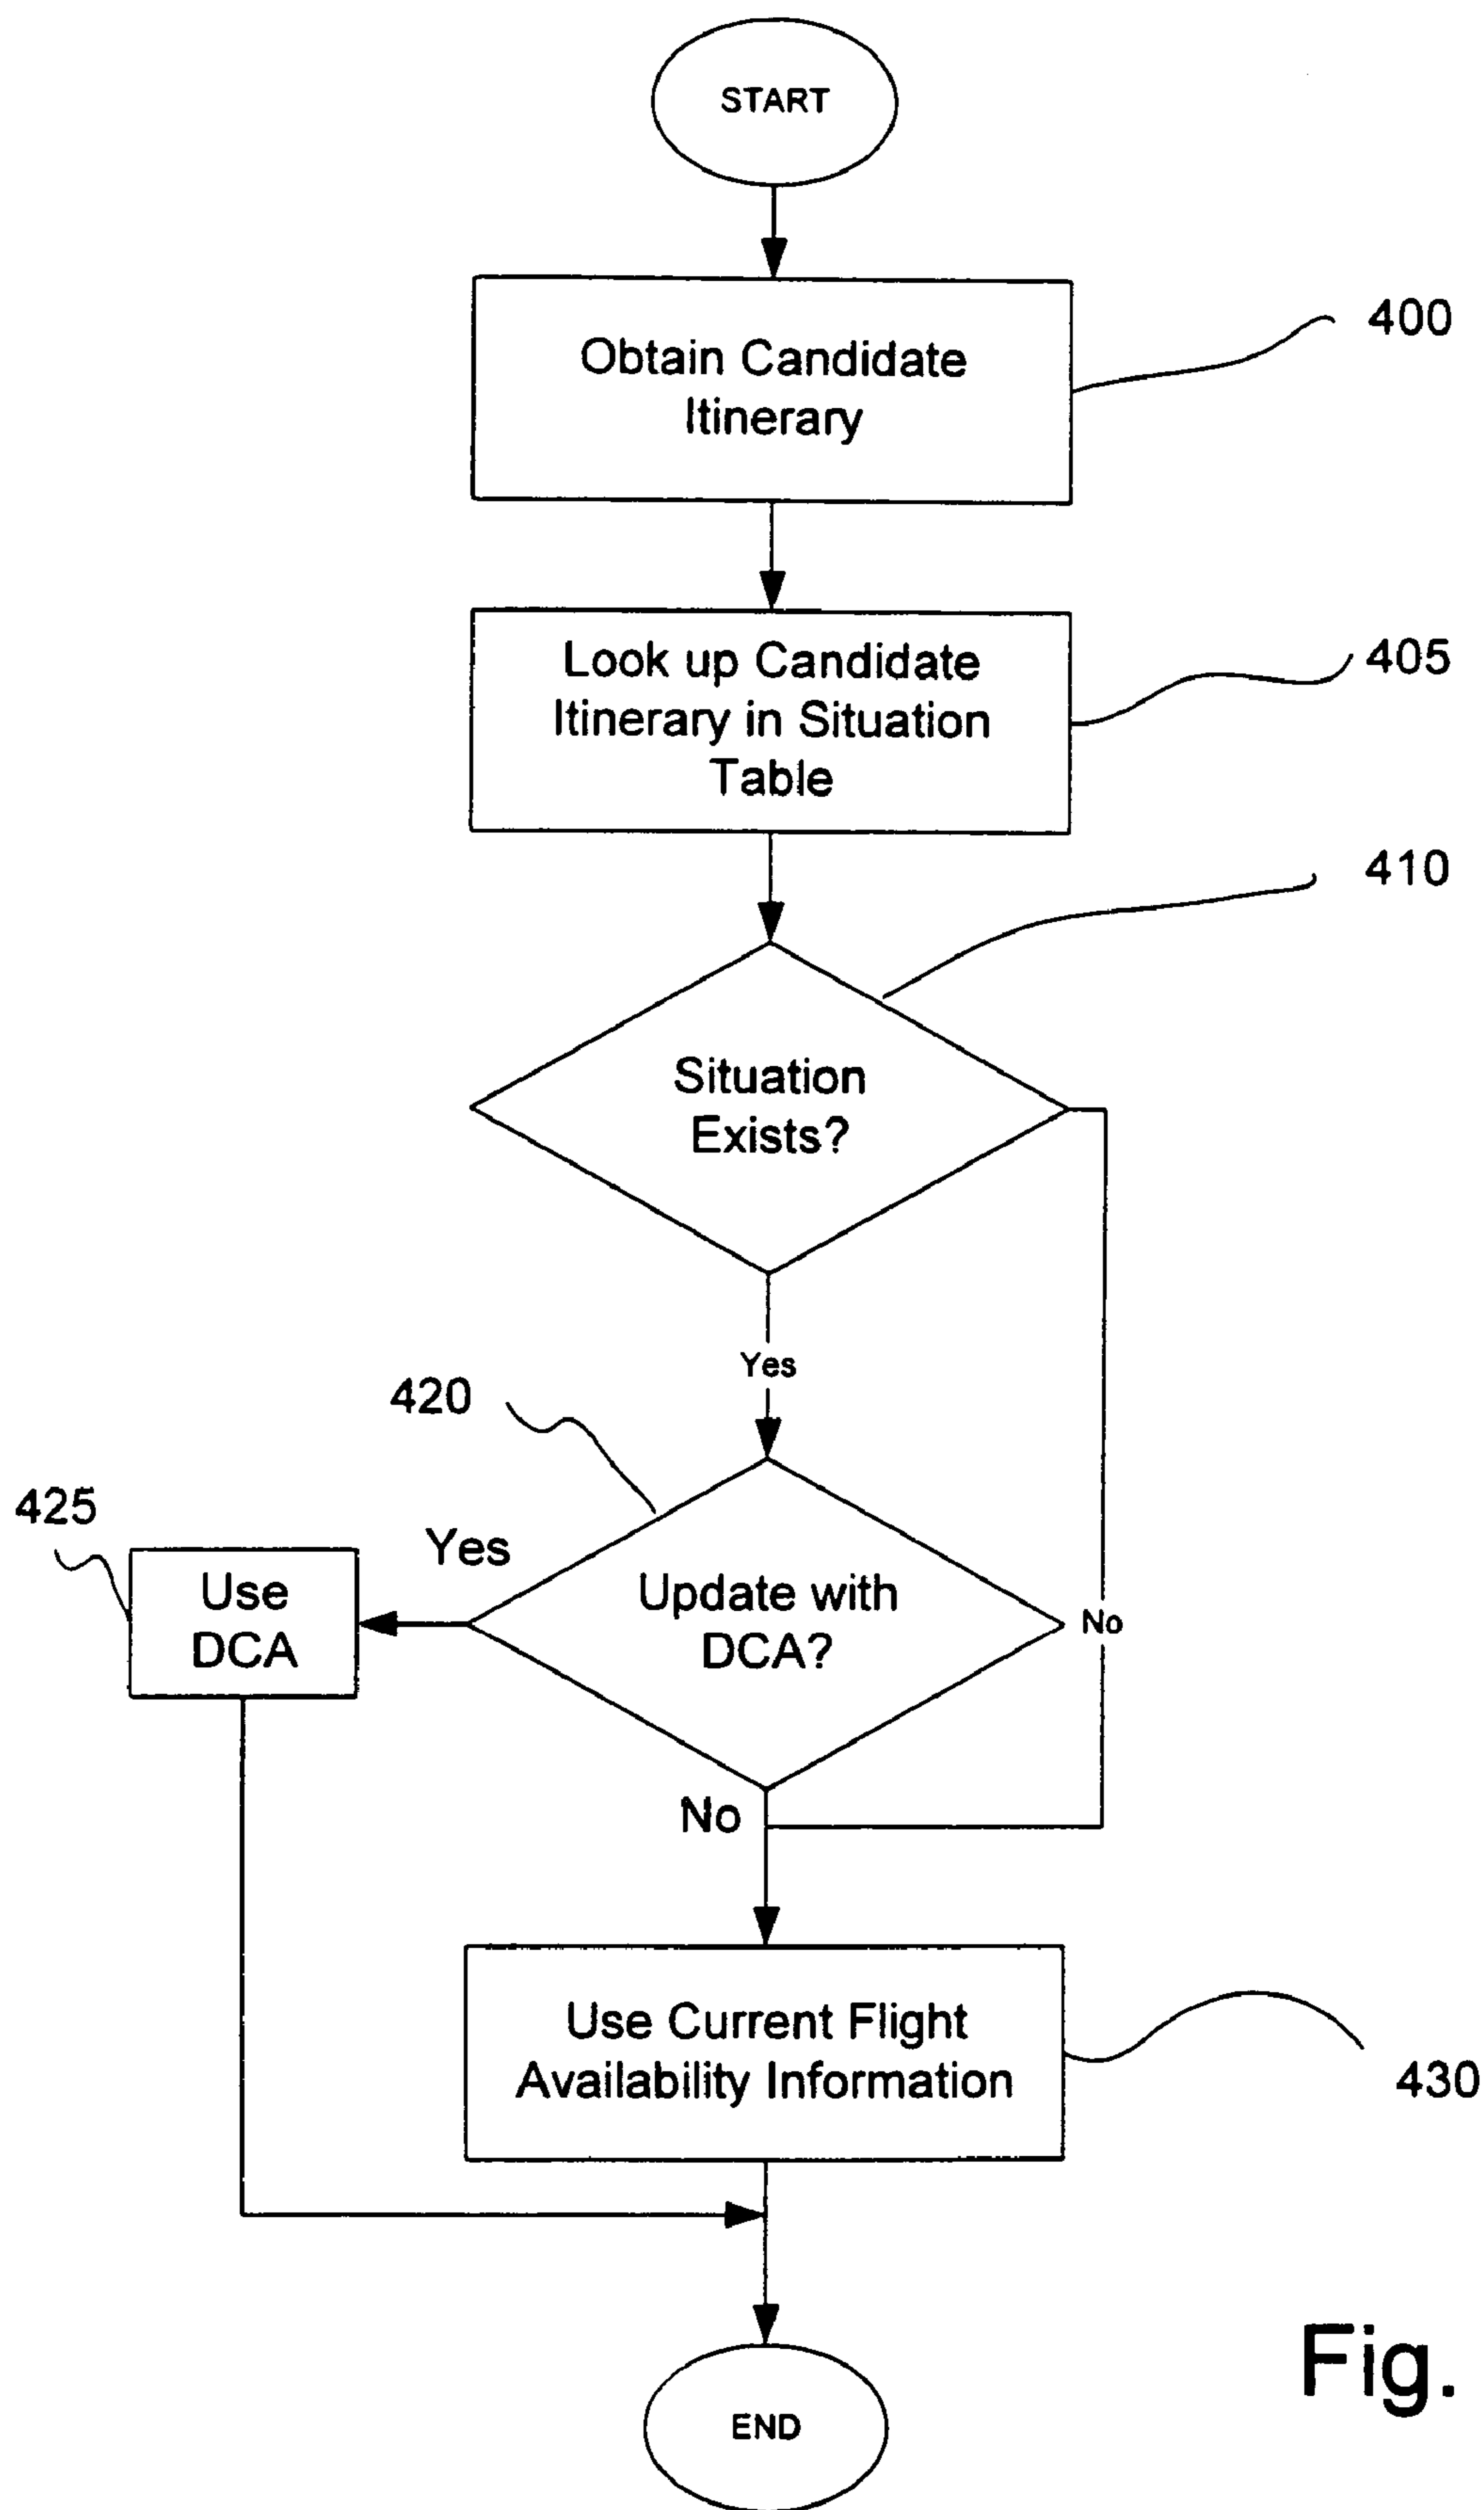 START
Obtain Candidate
Itinerary
400
Look up Candidate
Itinerary in Situation
Table
405
410
Situation
Exists?
Yes
420
425
Yes
Use
DCA
Update with
DCA?
No
No
Use Current Flight
Availability Information
430
Fig.
END